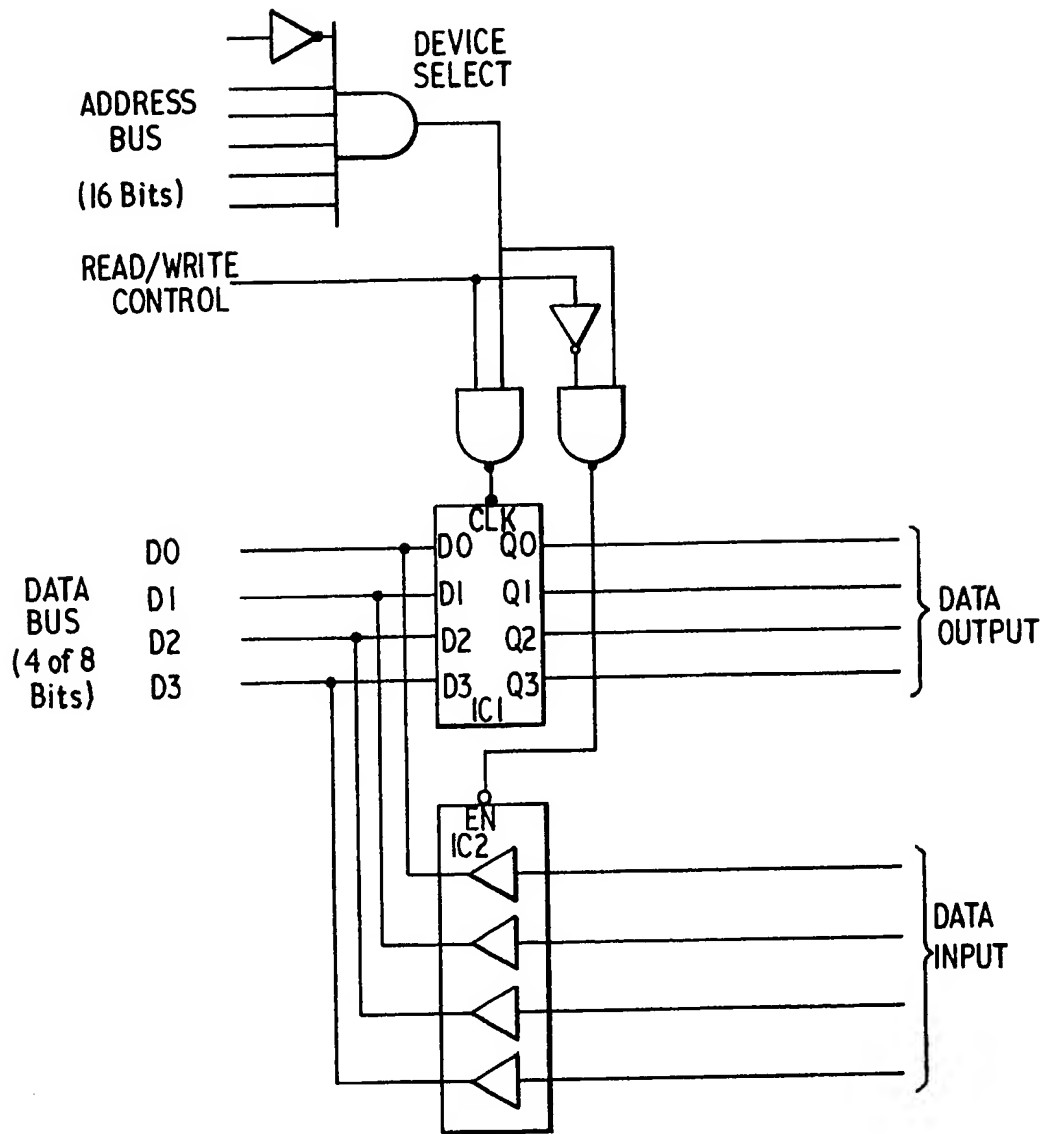 DEVICE
SELECT
ADDRESS
BUS
(16 Bits)
READ/WRITE
CONTROL
CLK
D0
D0
Q0
D1
D1
Q1
D2
D2
Q2
D3
D3
Q3
IC1
DATA
BUS
(4 of 8
Bits)
DATA
OUTPUT
EN
IC2
DATA
INPUT